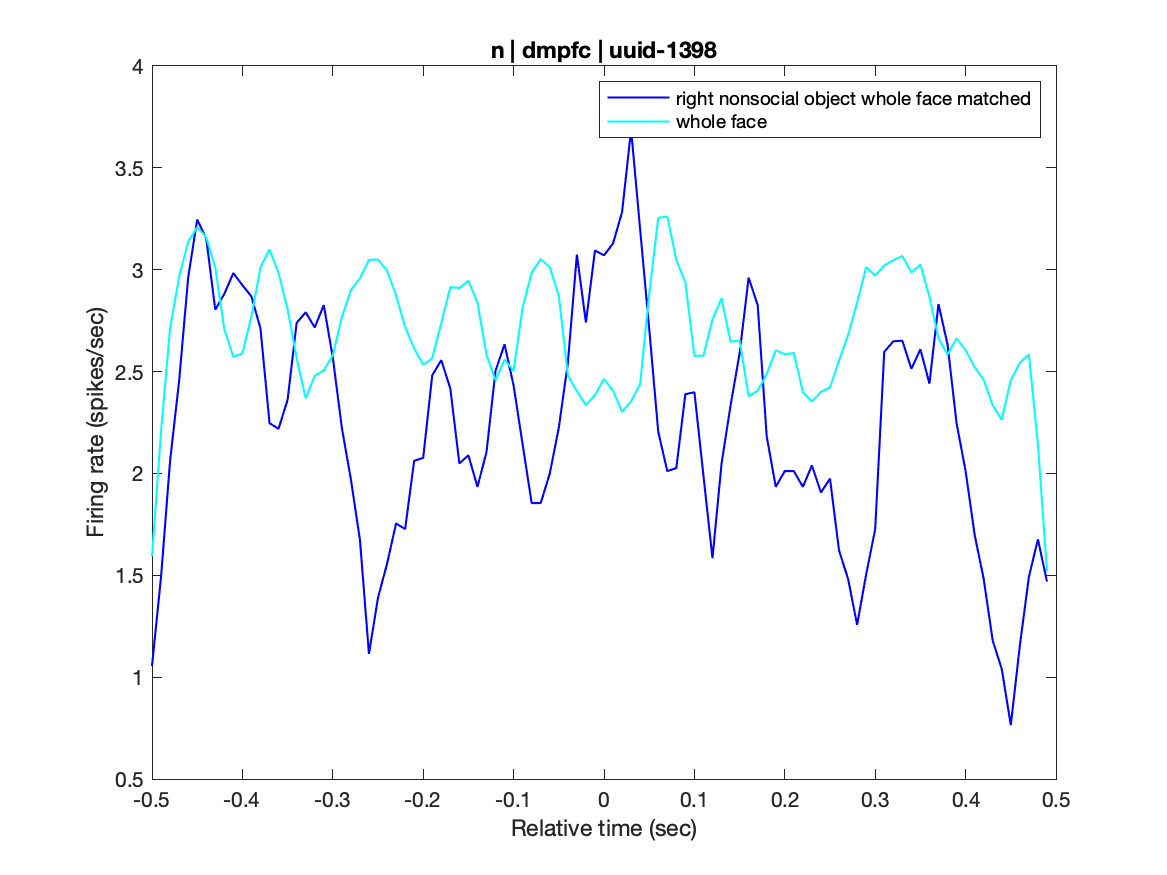 n | dmpfc | uuid-1398
right nonsocial object whole face matched
whole face
4
3.5
3
2.5
2
1.5
1
0.5
Firing rate (spikes/sec)
-0.5 -0.4 -0.3 -0.2 -0.1 0 0.1 0.2 0.3 0.4 0.5
Relative time (sec)